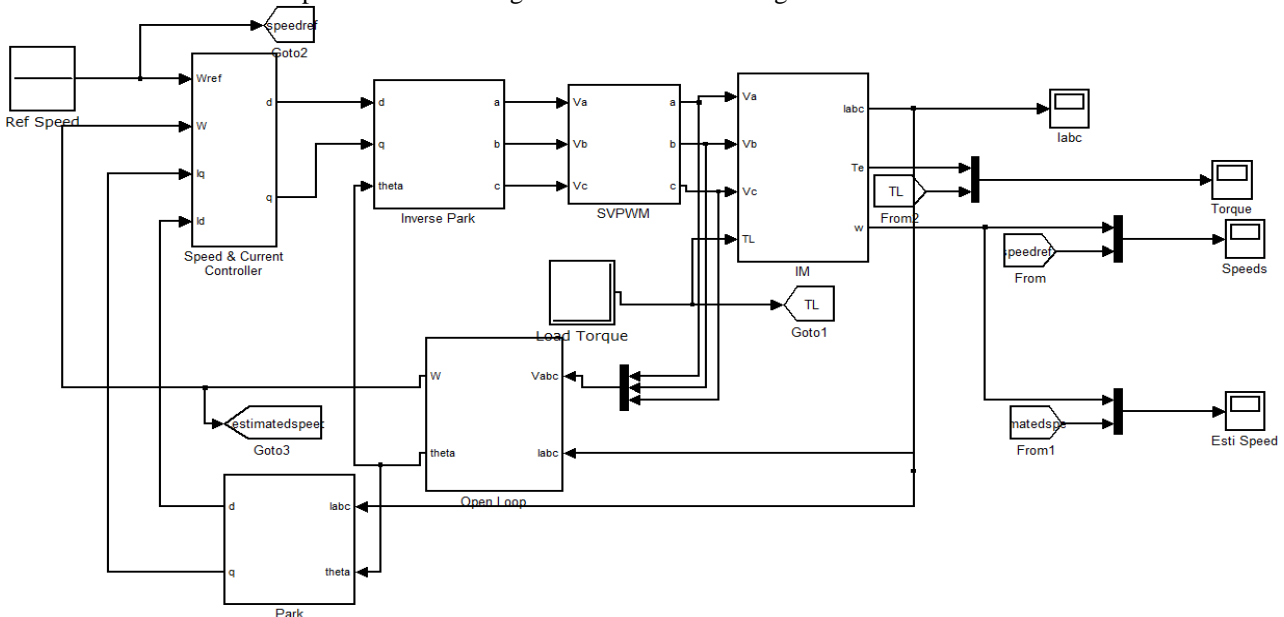 speedref
Goto2
Ref Speed
Wref
W
Iq
Id
d
q
Speed & Current
Controller
d
q
theta
a
b
c
Inverse Park
Va
Vb
Vc
a
b
c
SVPWM
Va
Vb
Vc
TL
Iabc
Te
w
IM
Iabc
TL
From2
Torque
speedref
From
Speeds
Load Torque
TL
Goto1
W
theta
Vabc
Iabc
Open Loop
estimatedspeed
Goto3
matedspe
From1
Esti Speed
d
q
Iabc
theta
Park